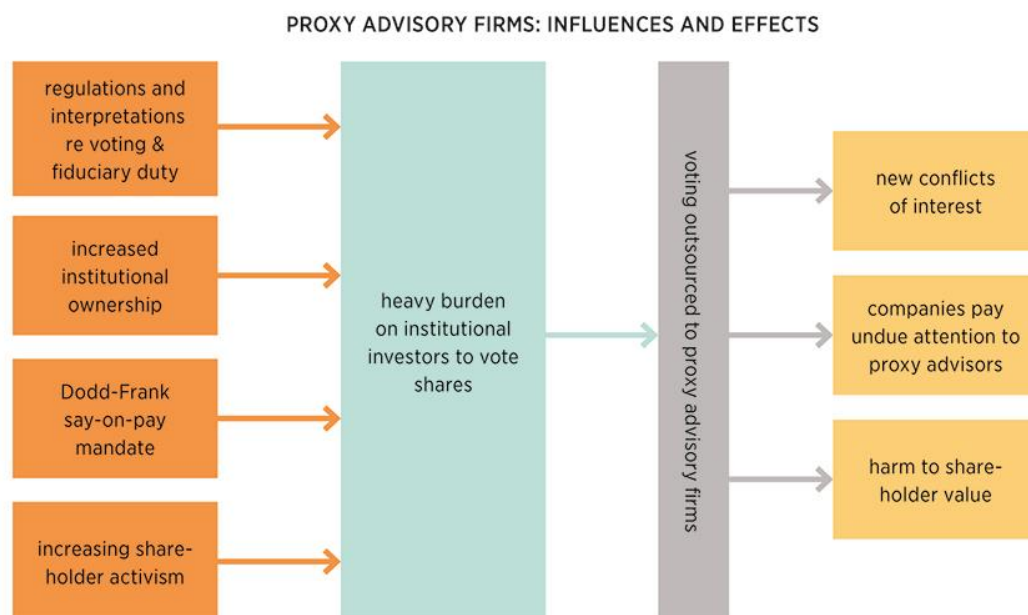 PROXY ADVISORY FIRMS: INFLUENCES AND EFFECTS
regulations and
interpretations
re voting &
fiduciary duty
increased
institutional
ownership
Dodd-Frank
say-on-pay
mandate
increasing share-
holder activism
heavy burden
on institutional
investors to vote
shares
voting outsourced to proxy advisory firms
new conflicts
of interest
companies pay
undue attention to
proxy advisors
harm to share-
holder value